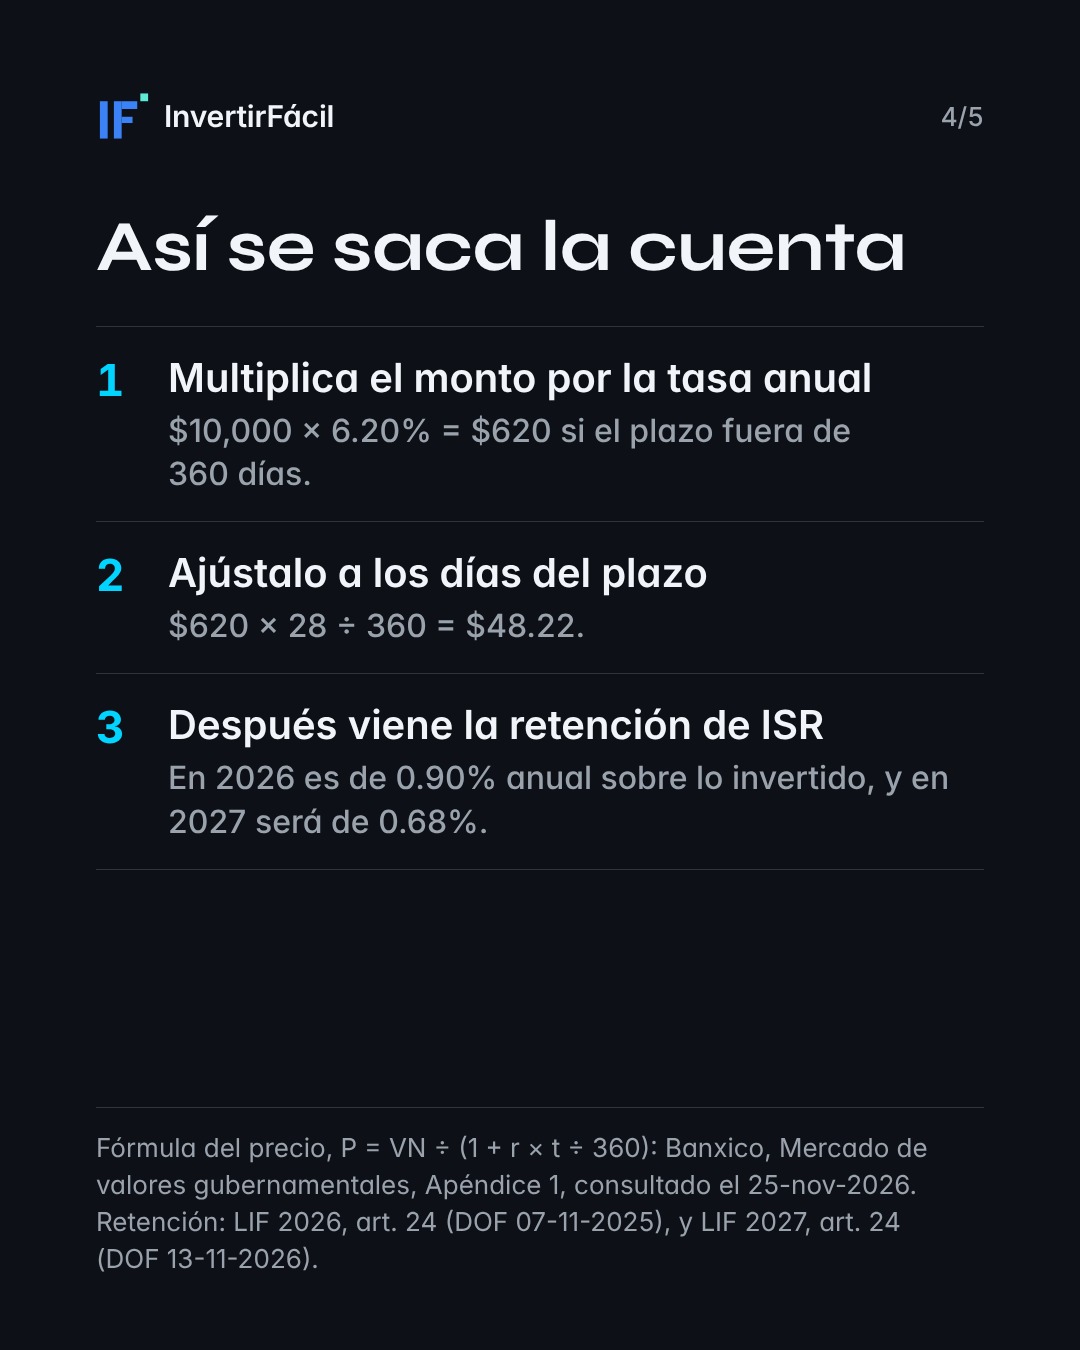 IF InvertirFácil
4/5
Así se saca la cuenta
1 Multiplica el monto por la tasa anual
$10,000 × 6.20% = $620 si el plazo fuera de
360 días.
2 Ajústalo a los días del plazo
$620 × 28 ÷ 360 = $48.22.
3 Después viene la retención de ISR
En 2026 es de 0.90% anual sobre lo invertido, y en
2027 será de 0.68%.
Fórmula del precio, P = VN ÷ (1 + r × t ÷ 360): Banxico, Mercado de
valores gubernamentales, Apéndice 1, consultado el 25-nov-2026.
Retención: LIF 2026, art. 24 (DOF 07-11-2025), y LIF 2027, art. 24
(DOF 13-11-2026).